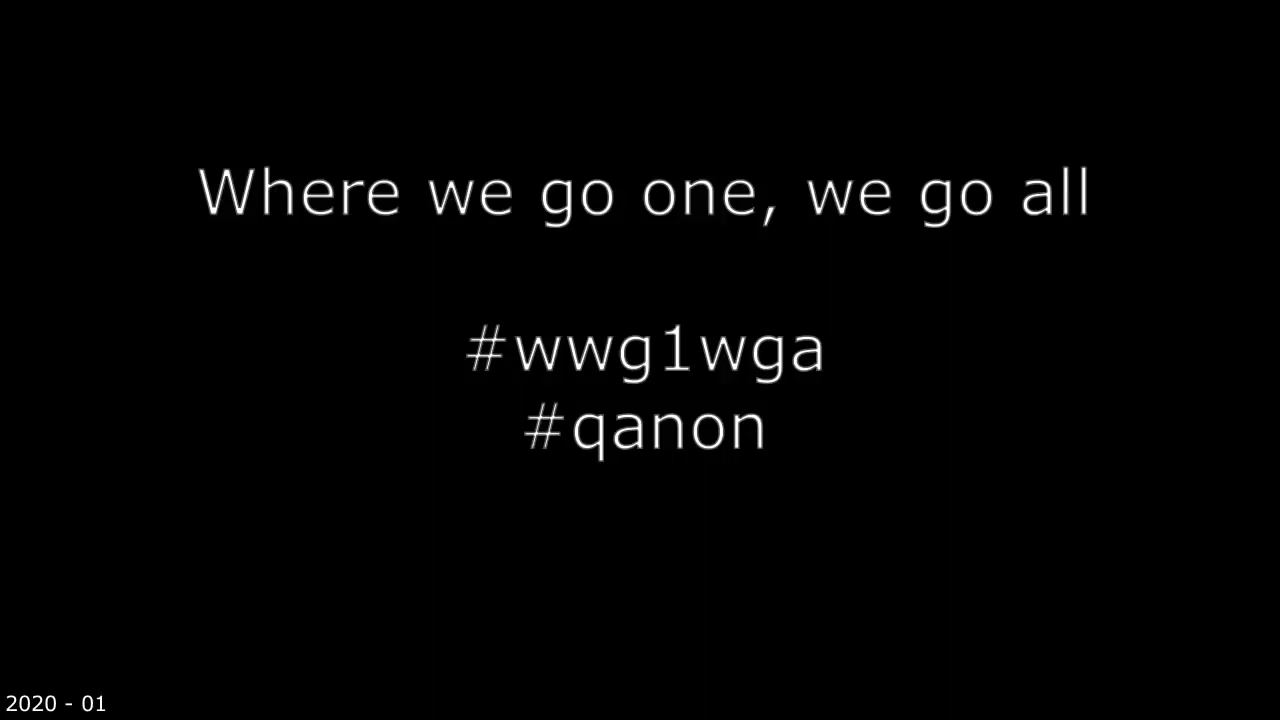 Where we go one, we go all
#wwg1wga
#qanon
2020 - 01